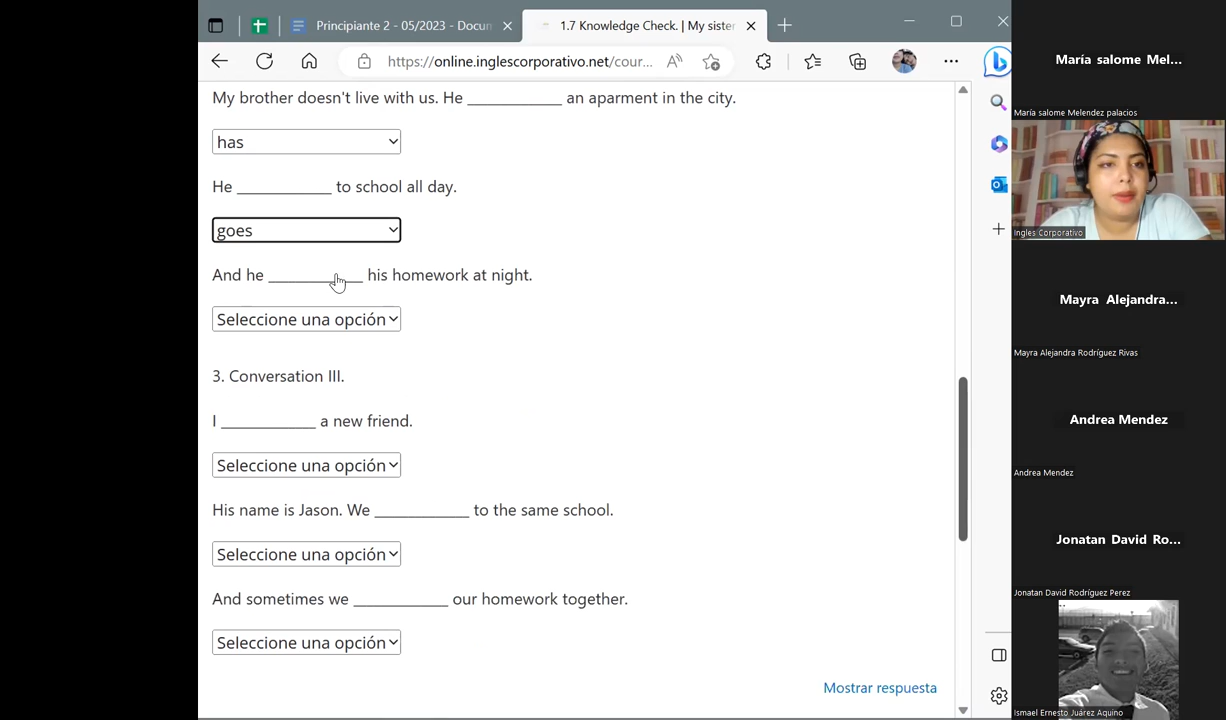 Principiante 2 - 05/2023 - Docun
1.7 Knowledge Check. | My sister
https://online.inglescorporativo.net/cour...
My brother doesn't live with us. He ____________ an aparment in the city.
has
He ____________ to school all day.
goes
And he ____________ his homework at night.
Seleccione una opción
3. Conversation III.
I ____________ a new friend.
Seleccione una opción
His name is Jason. We ____________ to the same school.
Seleccione una opción
And sometimes we ____________ our homework together.
Seleccione una opción
Mostrar respuesta
María salome Mel...
María salome Melendez palacios
Ingles Corporativo
Mayra Alejandra...
Mayra Alejandra Rodríguez Rivas
Andrea Mendez
Andrea Mendez
Jonatan David Ro...
Jonatan David Rodríguez Perez
Ismael Ernesto Juárez Aquino